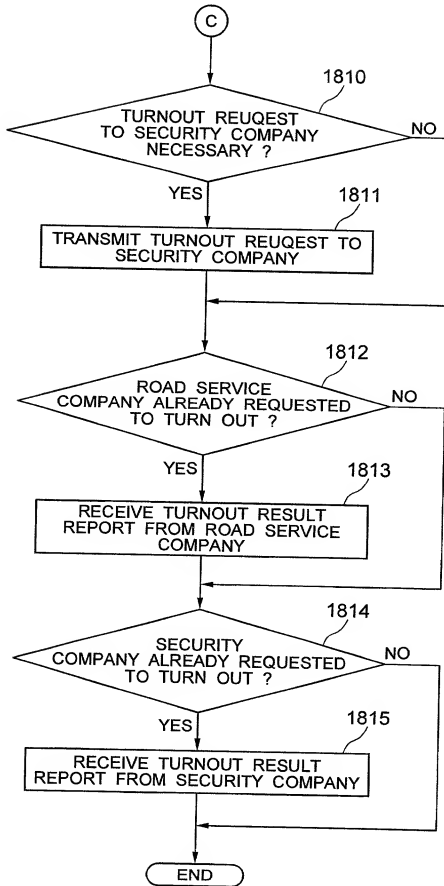 C
1810
TURNOUT REUQEST
TO SECURITY COMPANY
NECESSARY ?
NO
YES
1811
TRANSMIT TURNOUT REUQEST TO
SECURITY COMPANY
1812
ROAD SERVICE
COMPANY ALREADY REQUESTED
TO TURN OUT ?
NO
YES
1813
RECEIVE TURNOUT RESULT
REPORT FROM ROAD SERVICE
COMPANY
1814
SECURITY
COMPANY ALREADY REQUESTED
TO TURN OUT ?
NO
YES
1815
RECEIVE TURNOUT RESULT
REPORT FROM SECURITY COMPANY
END